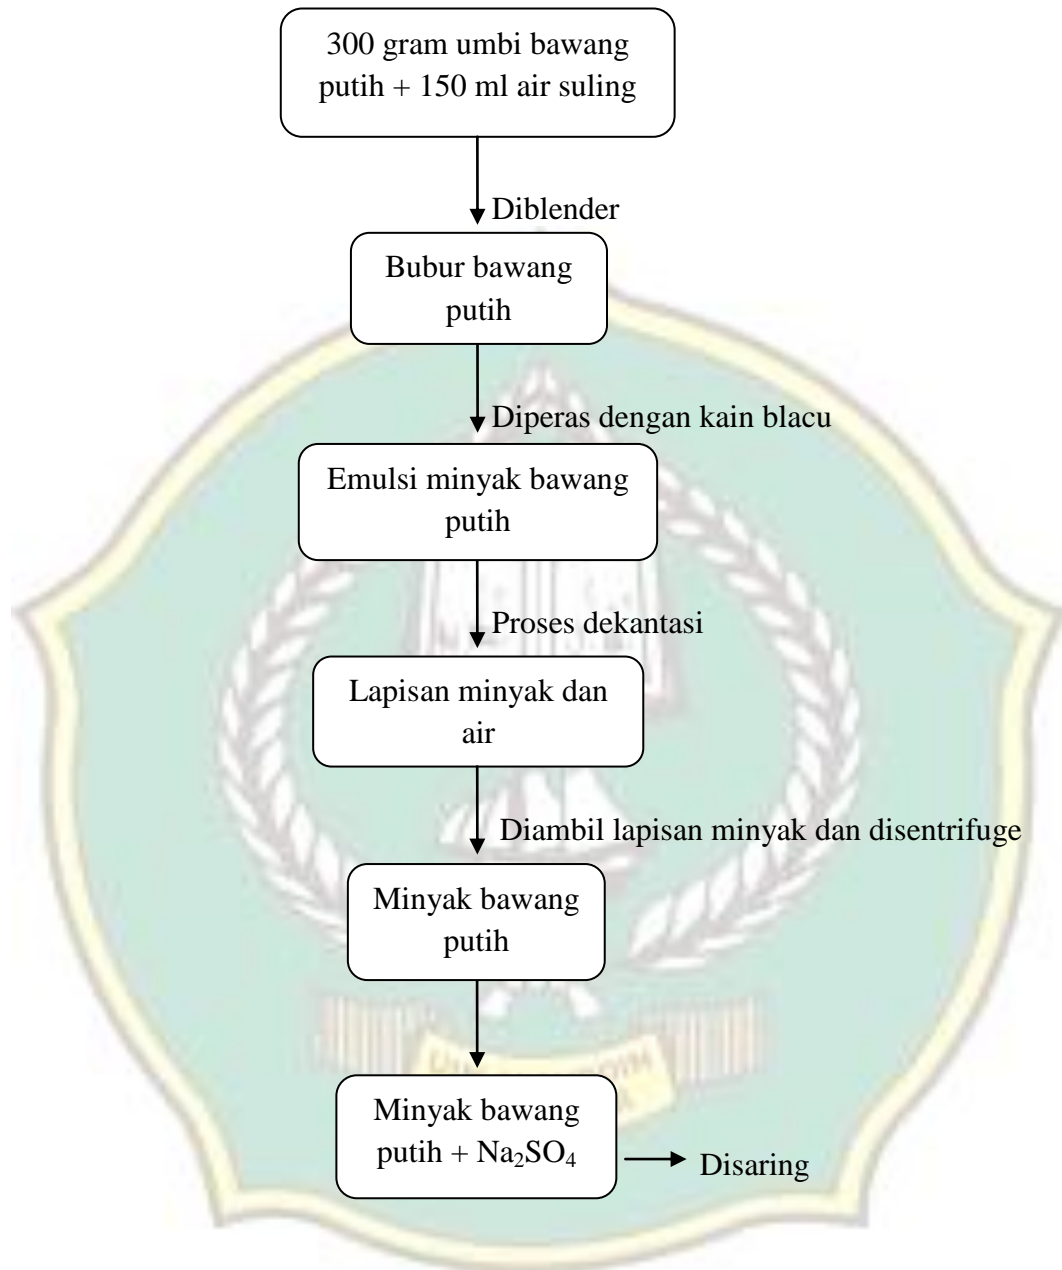 300 gram umbi bawang
putih + 150 ml air suling
Diblender
Bubur bawang
putih
Diperas dengan kain blacu
Emulsi minyak bawang
putih
Proses dekantasi
Lapisan minyak dan
air
Diambil lapisan minyak dan disentrifuge
Minyak bawang
putih
Minyak bawang
putih + Na₂SO₄
Disaring